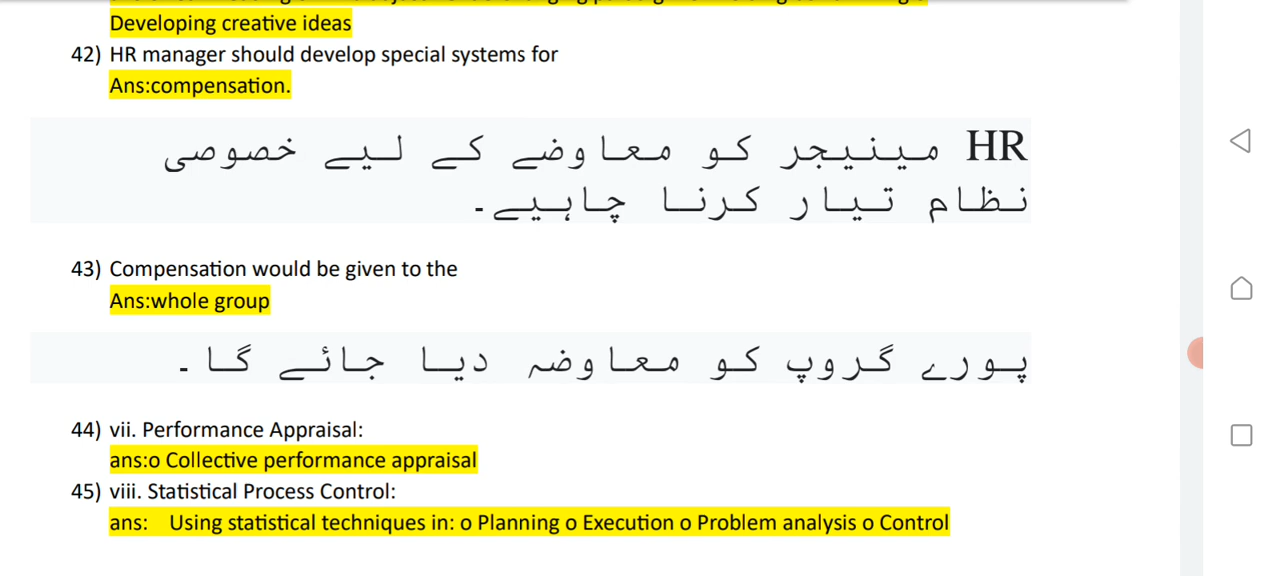 Developing creative ideas
42) HR manager should develop special systems for
Ans:compensation.
HR مینیجر کو معاوضے کے لیے خصوصی
نظام تیار کرنا چاہیے۔
43) Compensation would be given to the
Ans:whole group
پورے گروپ کو معاوضہ دیا جائے گا۔
44) vii. Performance Appraisal:
ans:o Collective performance appraisal
45) viii. Statistical Process Control:
ans: Using statistical techniques in: o Planning o Execution o Problem analysis o Control